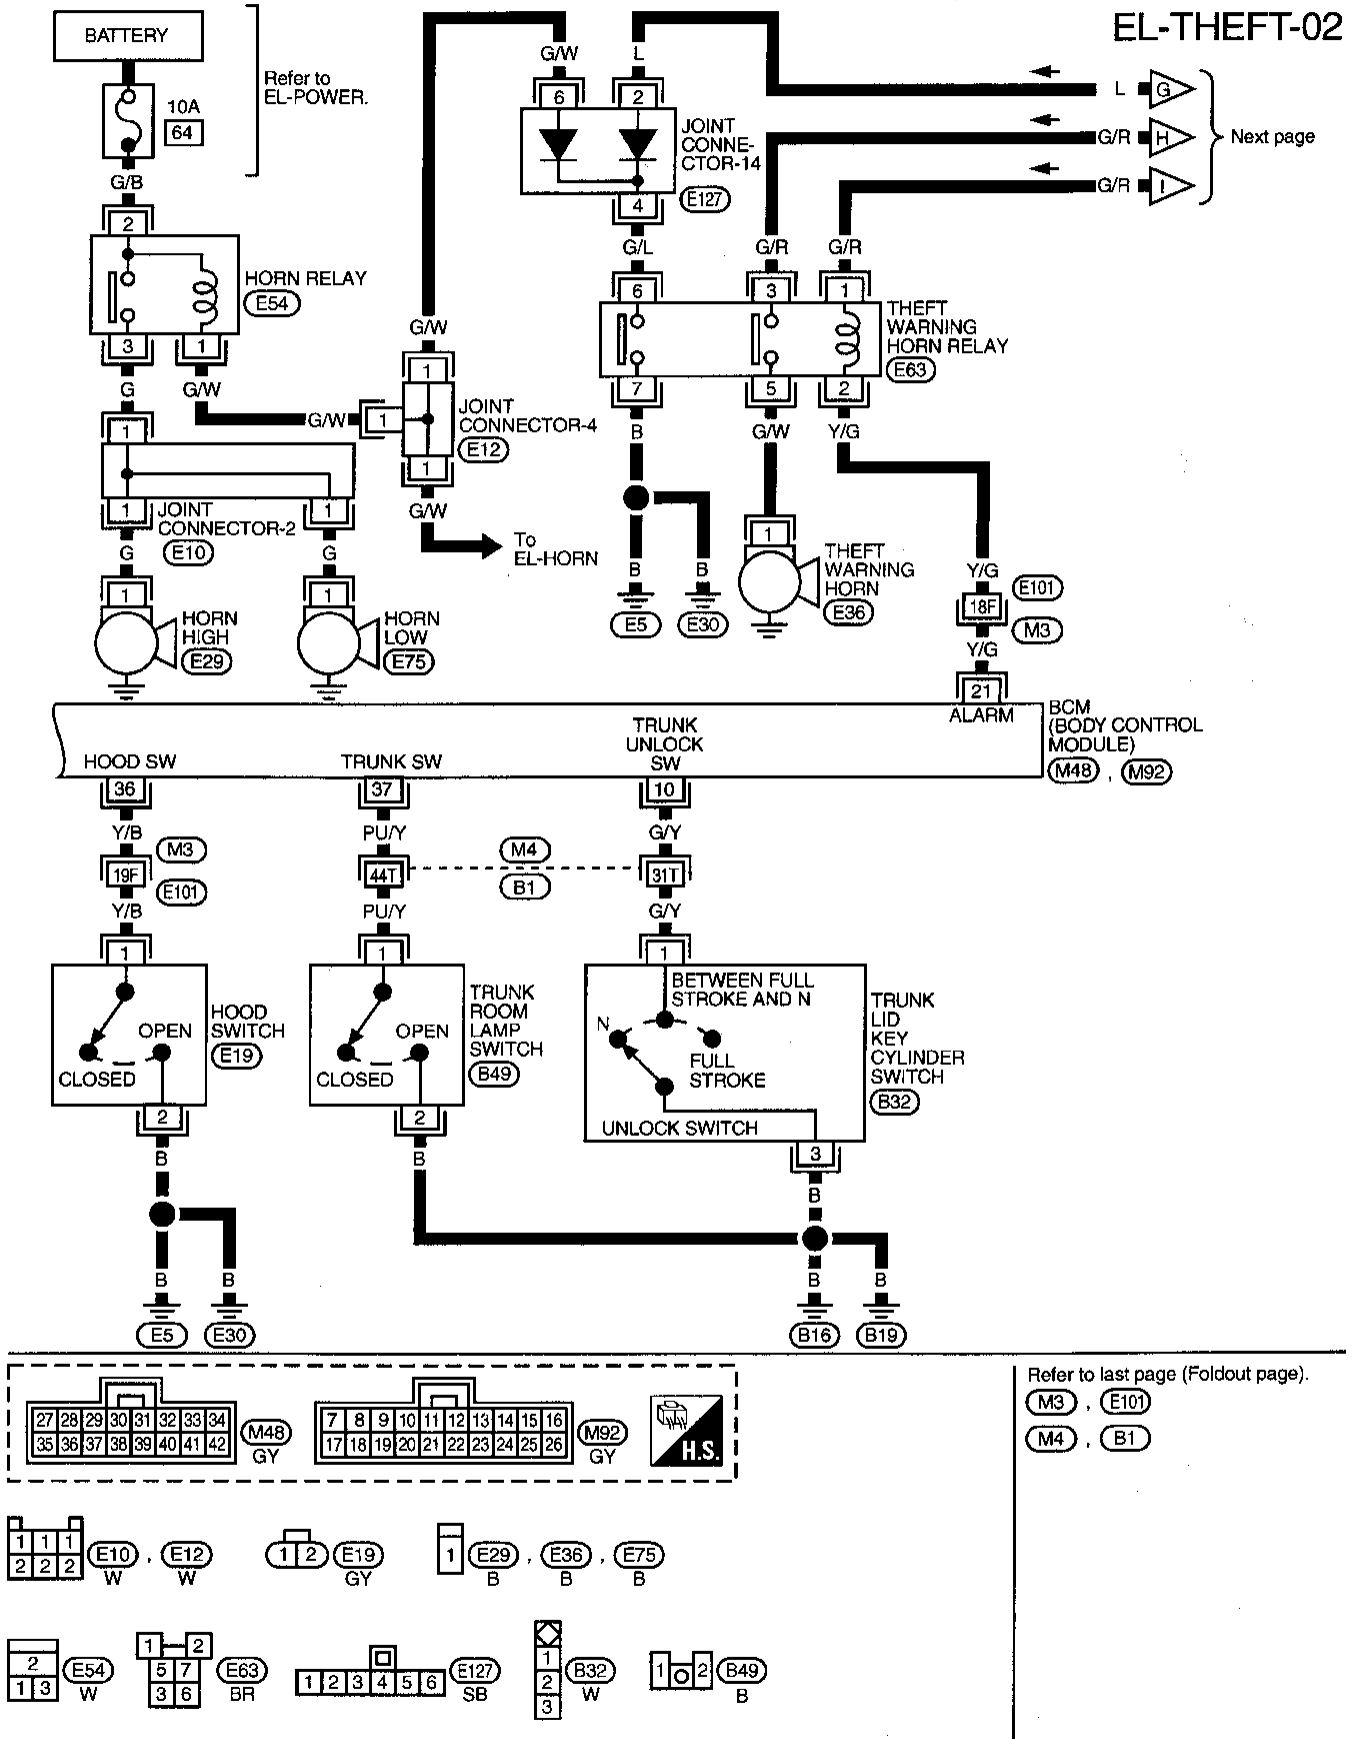 EL-THEFT-02
BATTERY
Refer to
EL-POWER.
10A
64
G/B
2
HORN RELAY
E54
3 1
G G/W
G/W 1
1
JOINT
CONNECTOR-2
E10
1 1
G G
1 1
HORN
HIGH
E29
HORN
LOW
E75
G/W
1
JOINT
CONNECTOR-4
E12
1
G/W
To
EL-HORN
G/W L
6 2
JOINT
CONNE-
CTOR-14
E127
4
G/L
L G
G/R H
G/R I
Next page
G/R G/R
6 3 1
THEFT
WARNING
HORN RELAY
E63
7 5 2
B G/W Y/G
B B
E5 E30
1
THEFT
WARNING
HORN
E36
Y/G
18F
E101
M3
Y/G
21
ALARM
BCM
(BODY CONTROL
MODULE)
M48 , M92
HOOD SW
TRUNK SW
TRUNK
UNLOCK
SW
36 37 10
Y/B PU/Y G/Y
M3
19F
E101
44T
M4
B1
31T
Y/B PU/Y G/Y
1 1 1
OPEN
CLOSED
HOOD
SWITCH
E19
2
OPEN
CLOSED
TRUNK
ROOM
LAMP
SWITCH
B49
2
BETWEEN FULL
STROKE AND N
N
FULL
STROKE
UNLOCK SWITCH
TRUNK
LID
KEY
CYLINDER
SWITCH
B32
3
B B B
B B B B
E5 E30 B16 B19
27 28 29 30 31 32 33 34
35 36 37 38 39 40 41 42
M48
GY
7 8 9 10 11 12 13 14 15 16
17 18 19 20 21 22 23 24 25 26
M92
GY
H.S.
Refer to last page (Foldout page).
M3 , E101
M4 , B1
1 1 1
2 2 2
E10 , E12
W W
1 2
E19
GY
1
E29 , E36 , E75
B B B
2
1 3
E54
W
1 2
5 7
3 6
E63
BR
1 2 3 4 5 6
E127
SB
1
2
3
B32
W
1 2
B49
B